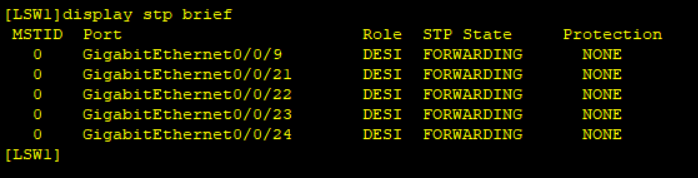 [LSW1]display stp brief
MSTID Port Role STP State Protection
0 GigabitEthernet0/0/9 DESI FORWARDING NONE
0 GigabitEthernet0/0/21 DESI FORWARDING NONE
0 GigabitEthernet0/0/22 DESI FORWARDING NONE
0 GigabitEthernet0/0/23 DESI FORWARDING NONE
0 GigabitEthernet0/0/24 DESI FORWARDING NONE
[LSW1]